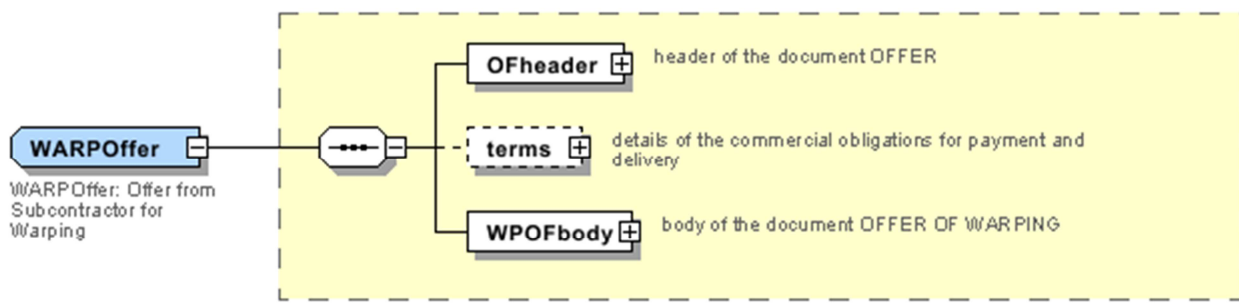 OFheader
header of the document OFFER
WARPOffer
terms
details of the commercial obligations for payment and
delivery
WARPOffer: Offer from
Subcontractor for
Warping
WPOFbody
body of the document OFFER OF WARPING